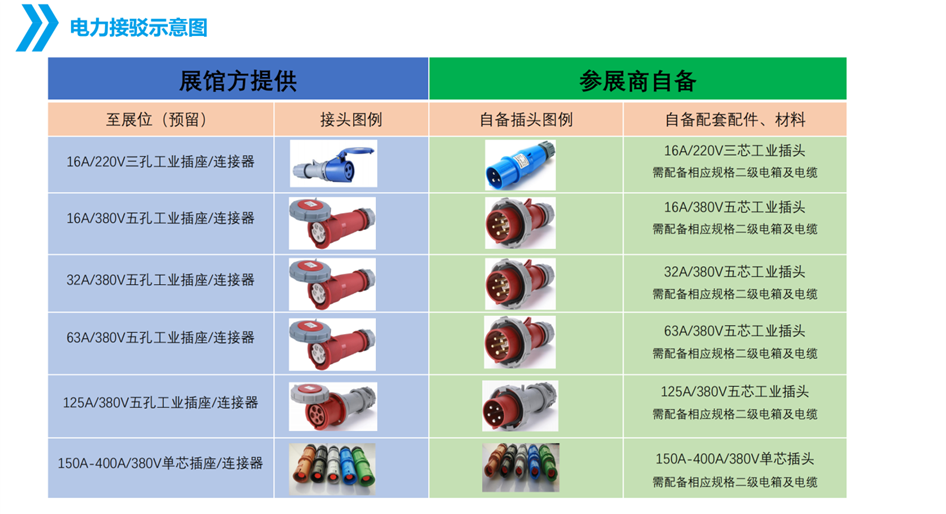 电力接驳示意图
展馆方提供
参展商自备
至展位（预留）
接头图例
自备插头图例
自备配套配件、材料
16A/220V三孔工业插座/连接器
16A/220V三芯工业插头
需配备相应规格二级电箱及电缆
16A/380V五孔工业插座/连接器
16A/380V五芯工业插头
需配备相应规格二级电箱及电缆
32A/380V五孔工业插座/连接器
32A/380V五芯工业插头
需配备相应规格二级电箱及电缆
63A/380V五孔工业插座/连接器
63A/380V五芯工业插头
需配备相应规格二级电箱及电缆
125A/380V五孔工业插座/连接器
125A/380V五芯工业插头
需配备相应规格二级电箱及电缆
150A-400A/380V单芯插座/连接器
150A-400A/380V单芯插头
需配备相应规格二级电箱及电缆